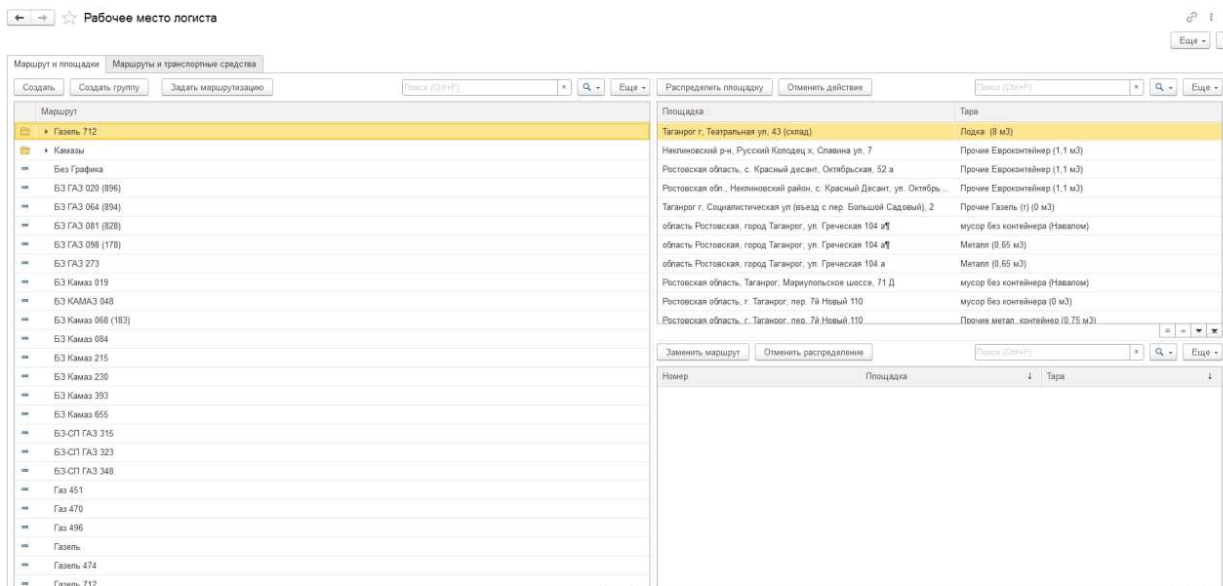 Рабочее место логиста
Еще
Маршрут и площадки Маршруты и транспортные средства
Создать Создать группу Задать маршрутизацию Поиск (Ctrl+F) × Еще
Маршрут
Газель 712
Камазы
Без Графика
БЗ ГАЗ 020 (896)
БЗ ГАЗ 064 (894)
БЗ ГАЗ 081 (828)
БЗ ГАЗ 098 (178)
БЗ ГАЗ 273
БЗ Камаз 019
БЗ КАМАЗ 048
БЗ Камаз 068 (183)
БЗ Камаз 084
БЗ Камаз 215
БЗ Камаз 230
БЗ Камаз 393
БЗ Камаз 655
БЗ-СП ГАЗ 315
БЗ-СП ГАЗ 323
БЗ-СП ГАЗ 348
Газ 451
Газ 470
Газ 496
Газель
Газель 474
Газель 712
Распределить площадку Отменить действие Поиск (Ctrl+F) × Еще
Площадка Тара
Таганрог г, Театральная ул, 43 (склад) Лодка (8 м3)
Неклиновский р-н, Русский Колодец х, Славина ул, 7 Прочие Евроконтейнер (1,1 м3)
Ростовская область, с. Красный десант, Октябрьская, 52 а Прочие Евроконтейнер (1,1 м3)
Ростовская обл., Неклиновский район, с. Красный Десант, ул. Октябрь... Прочие Евроконтейнер (1,1 м3)
Таганрог г, Социалистическая ул (въезд с пер. Большой Садовый), 2 Прочие Газель (т) (0 м3)
область Ростовская, город Таганрог, ул. Греческая 104 а¶ мусор без контейнера (Навалом)
область Ростовская, город Таганрог, ул. Греческая 104 а¶ Металл (0,65 м3)
область Ростовская, город Таганрог, ул. Греческая 104 а Металл (0,65 м3)
Ростовская область, Таганрог, Мариупольское шоссе, 71 Д мусор без контейнера (Навалом)
Ростовская область, г. Таганрог, пер. 7й Новый 110 мусор без контейнера (0 м3)
Ростовская область, г. Таганрог, пер. 7й Новый 110 Прочие метал. контейнер (0,75 м3)
Заменить маршрут Отменить распределение Поиск (Ctrl+F) × Еще
Номер Площадка ↓ Тара ↓